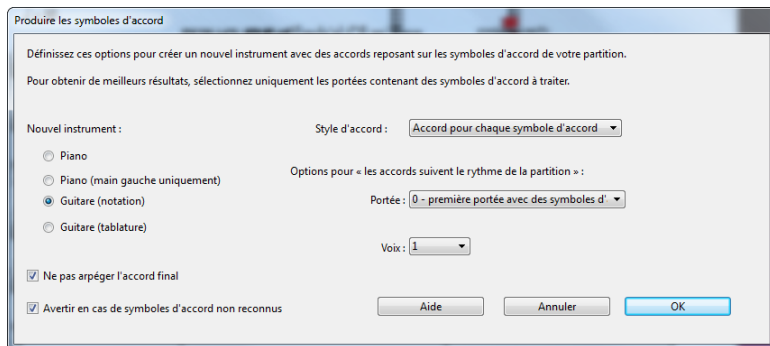 Produire les symboles d'accord
Définissez ces options pour créer un nouvel instrument avec des accords reposant sur les symboles d'accord de votre partition.
Pour obtenir de meilleurs résultats, sélectionnez uniquement les portées contenant des symboles d'accord à traiter.
Nouvel instrument :
Style d'accord :
Accord pour chaque symbole d'accord
Piano
Piano (main gauche uniquement)
Options pour « les accords suivent le rythme de la partition » :
Guitare (notation)
Portée :
0 - première portée avec des symboles d'
Guitare (tablature)
Voix :
1
Ne pas arpéger l'accord final
Avertir en cas de symboles d'accord non reconnus
Aide
Annuler
OK